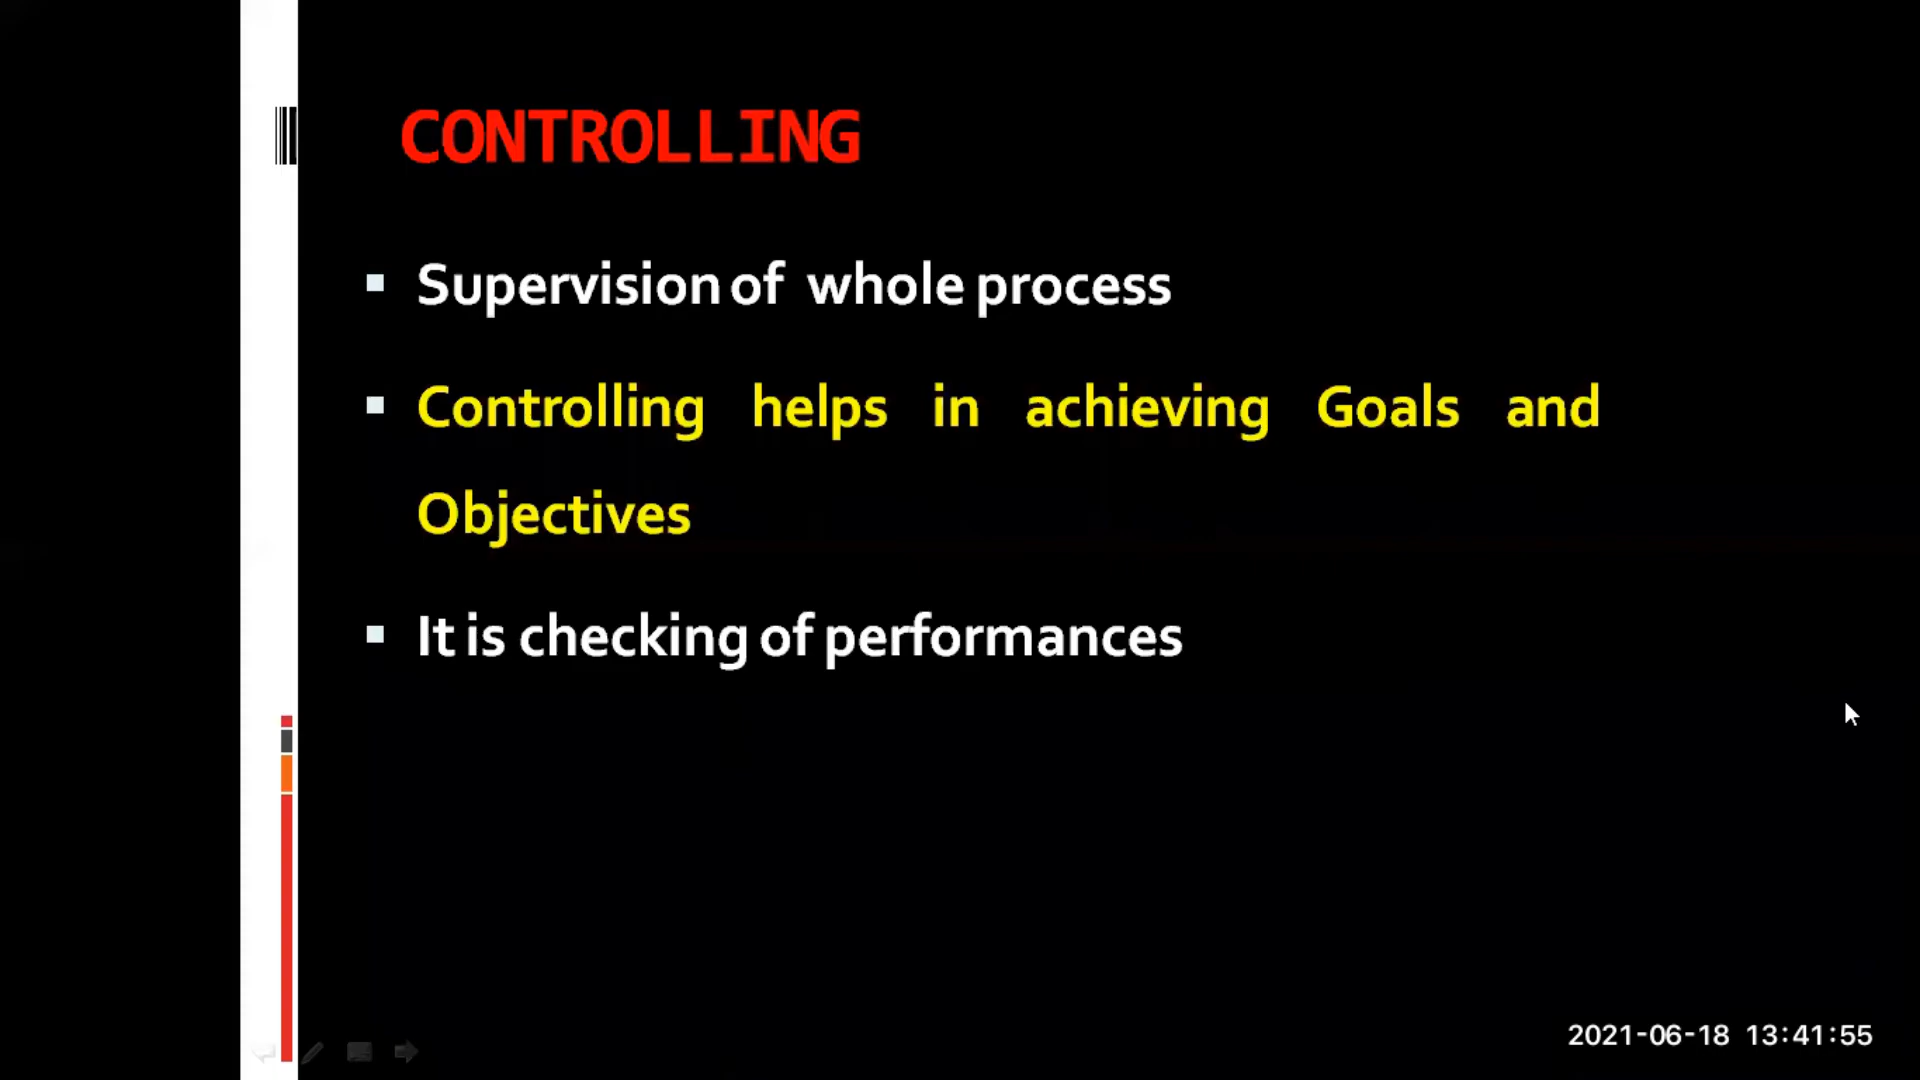 CONTROLLING
Supervision of whole process
Controlling helps in achieving Goals and
Objectives
It is checking of performances
2021-06-18 13:41:55